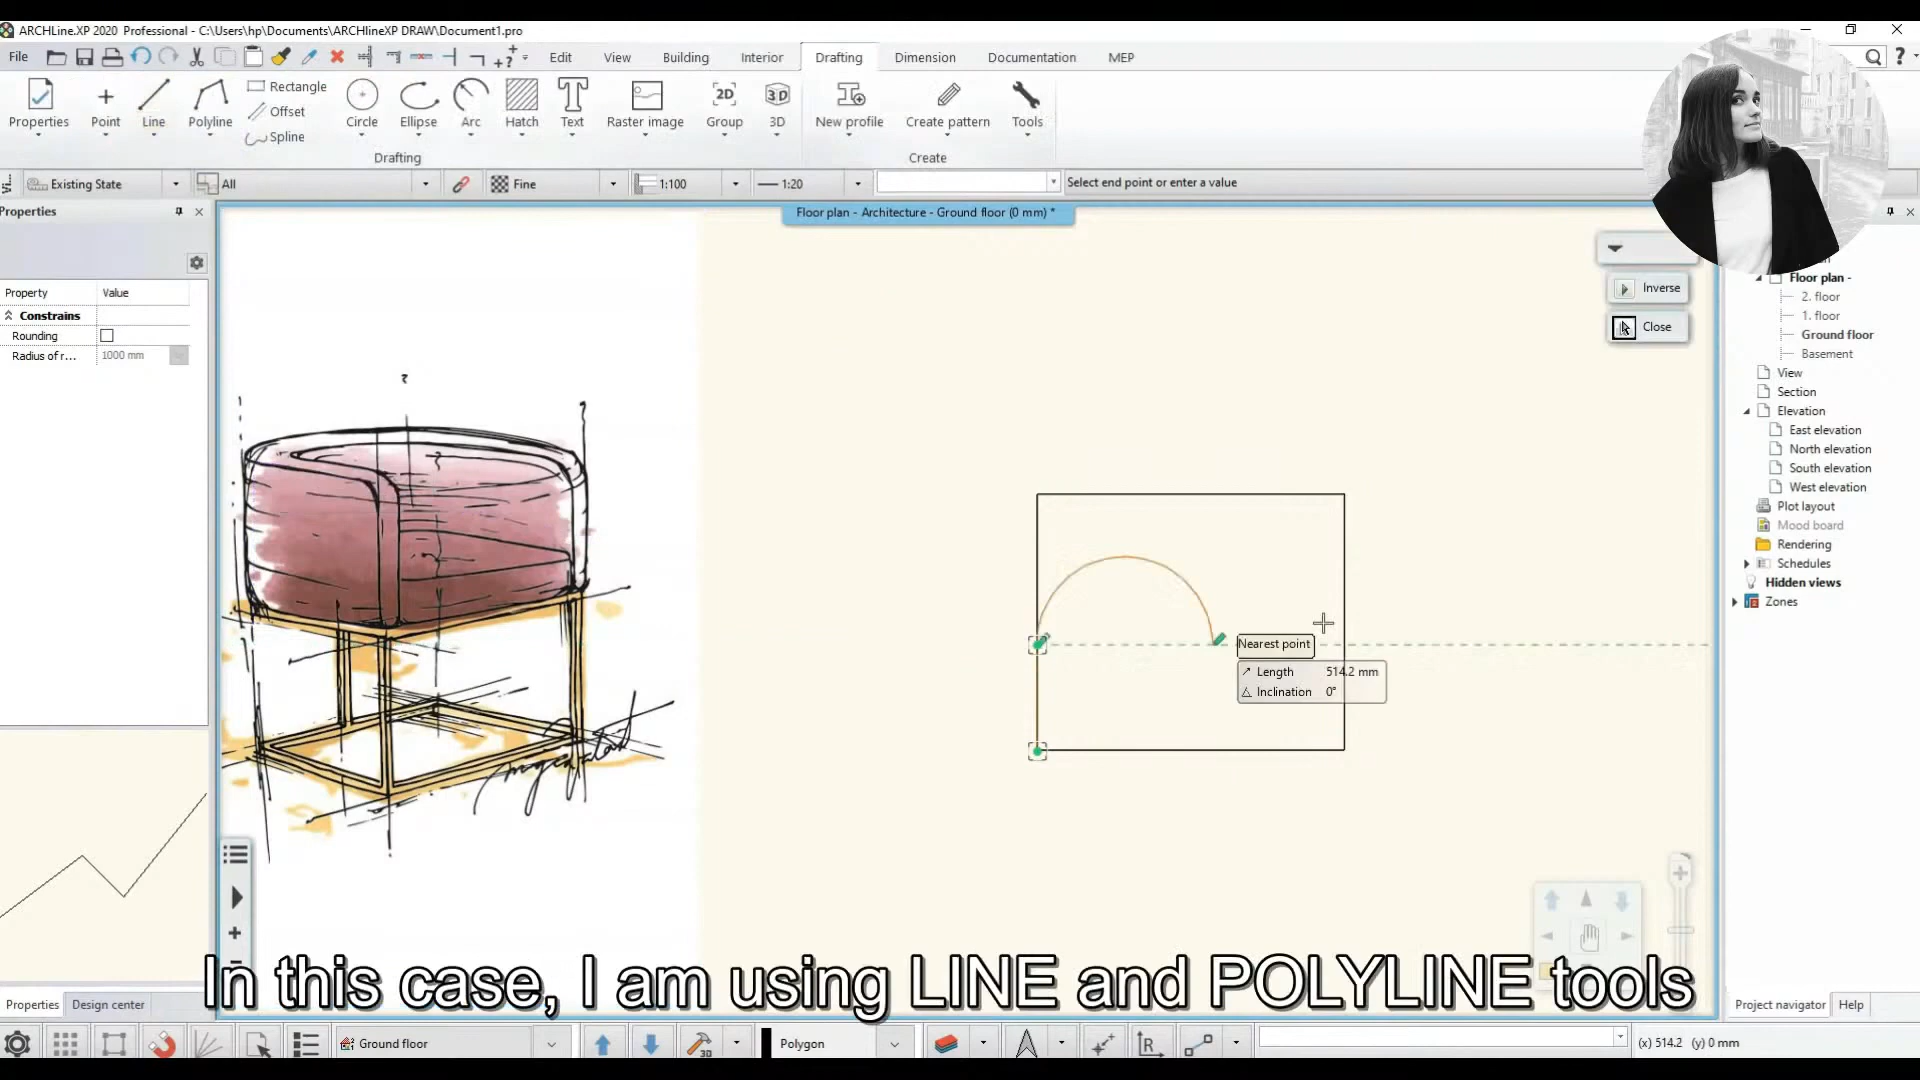 ARCHLine.XP 2020 Professional - C:\Users\hp\Documents\ARCHlineXP DRAW\Document1.pro
File
Edit
View
Building
Interior
Drafting
Dimension
Documentation
MEP
Properties
Point
Line
Polyline
Rectangle
Offset
Spline
Circle
Ellipse
Arc
Hatch
Text
Raster image
2D
Group
3D
3D
New profile
Create pattern
Tools
Drafting
Create
Existing State
All
Fine
1:100
1:20
Select end point or enter a value
Properties
Floor plan - Architecture - Ground floor (0 mm) *
Property Value
Constrains
Rounding
Radius of r... 1000 mm
Inverse
Close
Floor plan -
2. floor
1. floor
Ground floor
Basement
View
Section
Elevation
East elevation
North elevation
South elevation
West elevation
Plot layout
Mood board
Rendering
Schedules
Hidden views
Zones
Nearest point
Length 514.2 mm
Inclination 0°
In this case, I am using LINE and POLYLINE tools
Properties
Design center
Project navigator
Help
Ground floor
3D
Polygon
R
(x) 514.2 (y) 0 mm